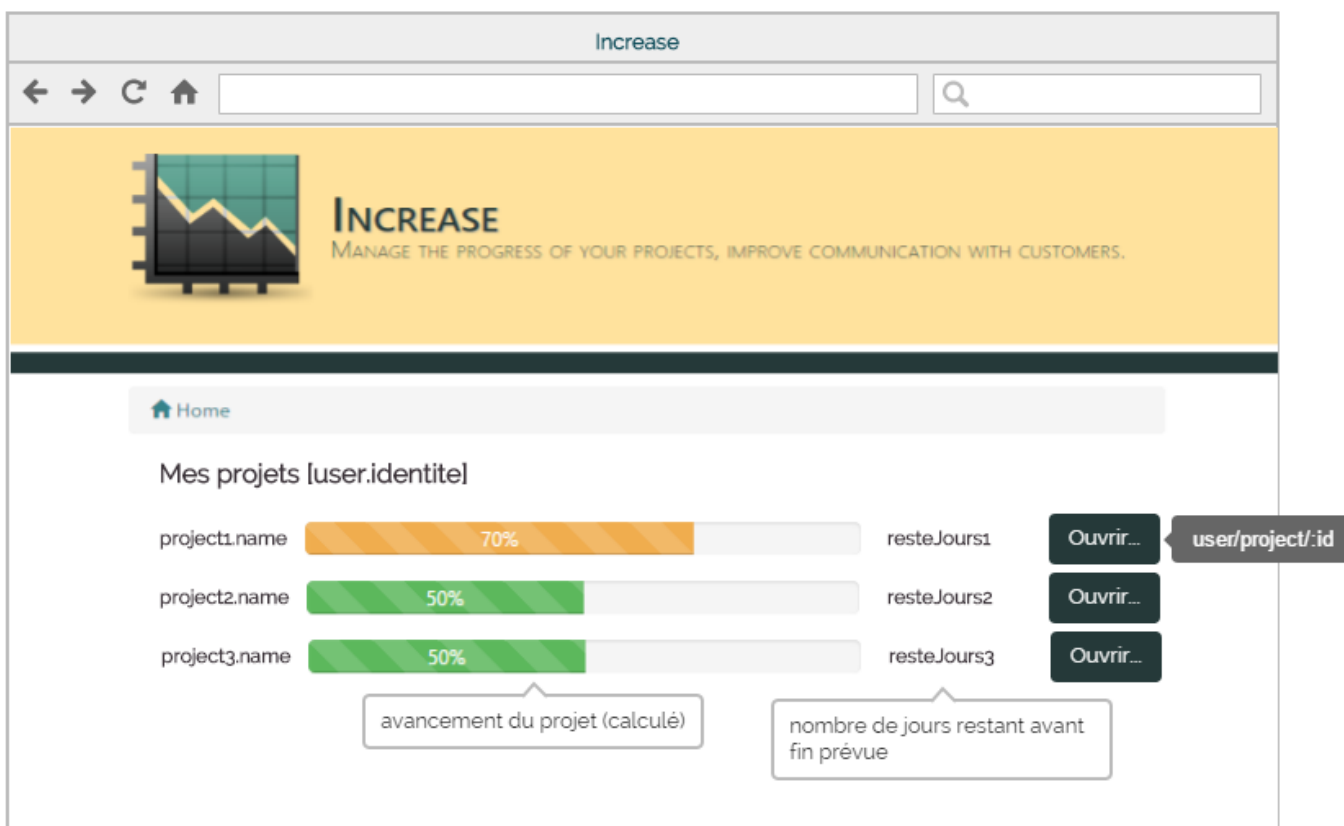 Increase
INCREASE
MANAGE THE PROGRESS OF YOUR PROJECTS, IMPROVE COMMUNICATION WITH CUSTOMERS.
Home
Mes projets [user.identite]
project1.name 70% resteJours1 Ouvrir... user/project/:id
project2.name 50% resteJours2 Ouvrir...
project3.name 50% resteJours3 Ouvrir...
avancement du projet (calculé)
nombre de jours restant avant
fin prévue